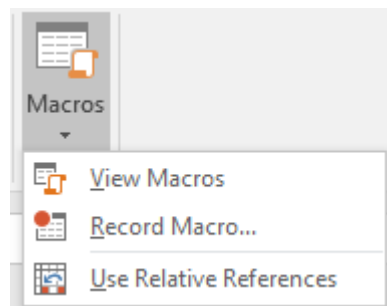 Macros
View Macros
Record Macro...
Use Relative References